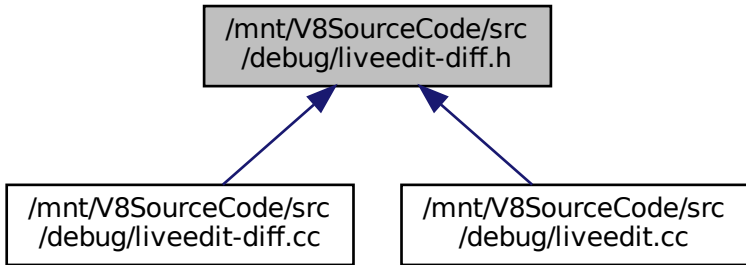 /mnt/V8SourceCode/src
/debug/liveedit-diff.h
/mnt/V8SourceCode/src
/debug/liveedit-diff.cc
/mnt/V8SourceCode/src
/debug/liveedit.cc